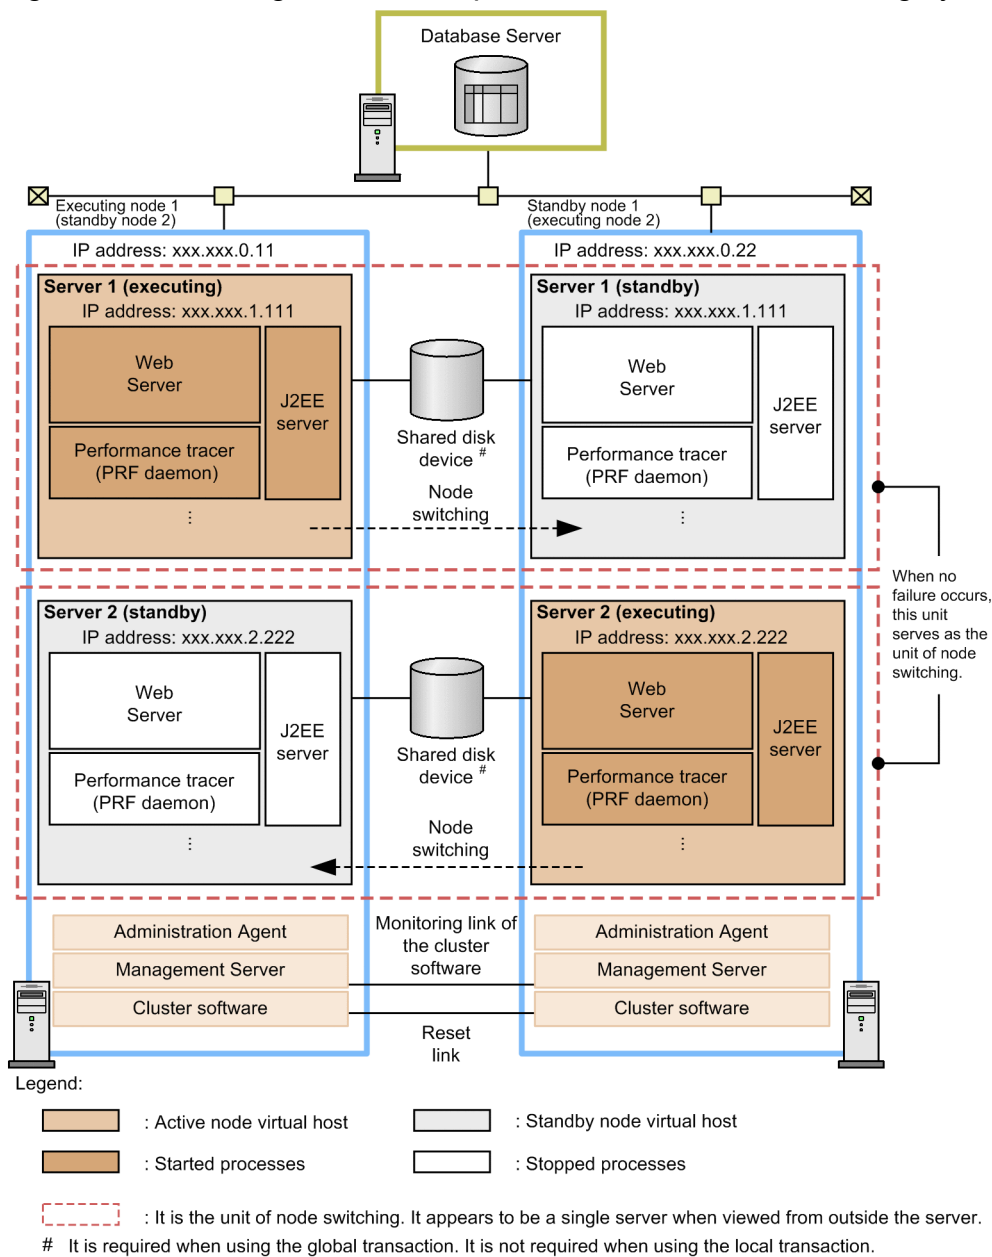 Database Server
Executing node 1
(standby node 2)
Standby node 1
(executing node 2)
IP address: xxx.xxx.0.11
IP address: xxx.xxx.0.22
Server 1 (executing)
IP address: xxx.xxx.1.111
Web
Server
J2EE
server
Performance tracer
(PRF daemon)
⋮
Shared disk
device #
Node
switching
Server 1 (standby)
IP address: xxx.xxx.1.111
Web
Server
J2EE
server
Performance tracer
(PRF daemon)
⋮
When no
failure occurs,
this unit
serves as the
unit of node
switching.
Server 2 (standby)
IP address: xxx.xxx.2.222
Web
Server
J2EE
server
Performance tracer
(PRF daemon)
⋮
Shared disk
device #
Node
switching
Server 2 (executing)
IP address: xxx.xxx.2.222
Web
Server
J2EE
server
Performance tracer
(PRF daemon)
⋮
Administration Agent
Management Server
Cluster software
Monitoring link of
the cluster
software
Reset
link
Administration Agent
Management Server
Cluster software
Legend:
: Active node virtual host
: Standby node virtual host
: Started processes
: Stopped processes
: It is the unit of node switching. It appears to be a single server when viewed from outside the server.
# It is required when using the global transaction. It is not required when using the local transaction.